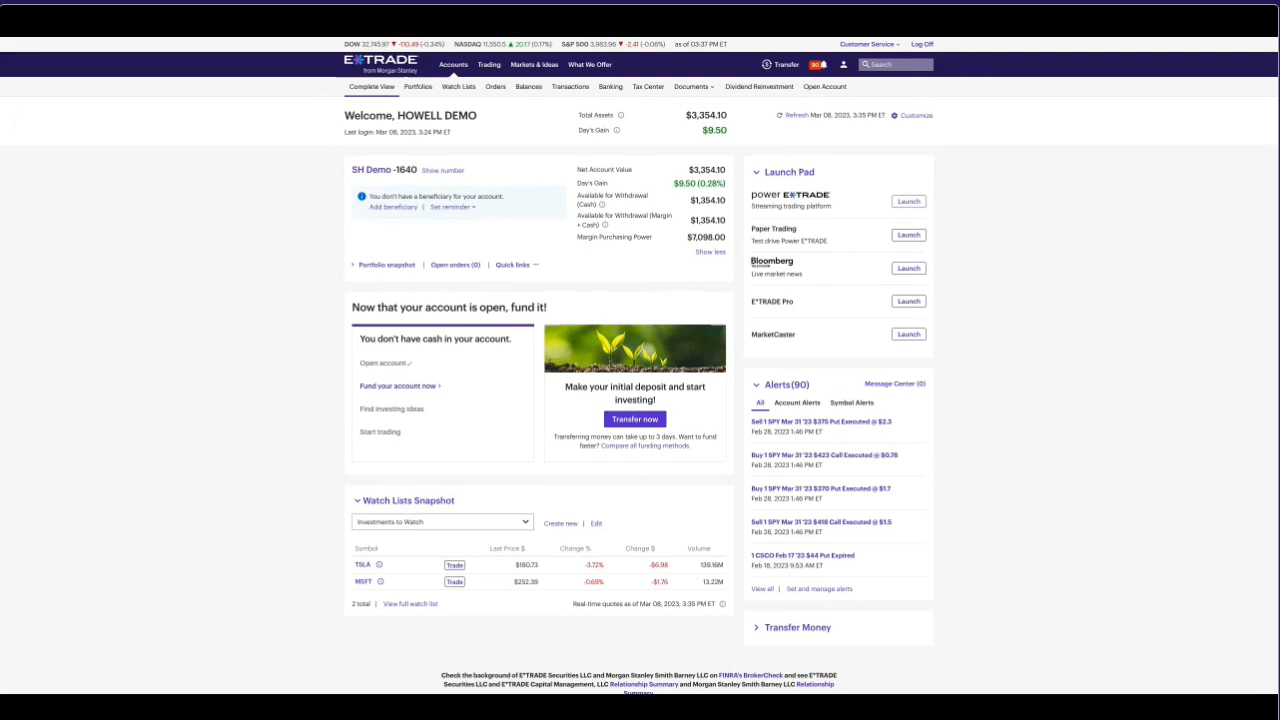 DOW 32,745.97 ▼ -110.49 (-0.34%) NASDAQ 11,550.5 ▲ 20.17 (0.17%) S&P 500 3,983.96 ▼ -2.41 (-0.06%) as of 03:37 PM ET Customer Service Log Off
E*TRADE
from Morgan Stanley
Accounts Trading Markets & Ideas What We Offer Transfer 90 Search
Complete View Portfolios Watch Lists Orders Balances Transactions Banking Tax Center Documents Dividend Reinvestment Open Account
Welcome, HOWELL DEMO
Last login: Mar 08, 2023, 3:24 PM ET
Total Assets $3,354.10
Day's Gain $9.50
Refresh Mar 08, 2023, 3:35 PM ET Customize
SH Demo -1640 Show number
You don't have a beneficiary for your account.
Add beneficiary | Set reminder
Net Account Value $3,354.10
Day's Gain $9.50 (0.28%)
Available for Withdrawal (Cash) $1,354.10
Available for Withdrawal (Margin + Cash) $1,354.10
Margin Purchasing Power $7,098.00
Show less
Portfolio snapshot | Open orders (0) | Quick links
Now that your account is open, fund it!
You don't have cash in your account.
Open account ✓
Fund your account now ›
Find investing ideas
Start trading
Make your initial deposit and start
investing!
Transfer now
Transferring money can take up to 3 days. Want to fund
faster? Compare all funding methods.
Watch Lists Snapshot
Investments to Watch Create new | Edit
Symbol Last Price $ Change % Change $ Volume
TSLA Trade $180.73 -3.72% -$6.98 139.16M
MSFT Trade $252.39 -0.69% -$1.76 13.22M
2 total | View full watch list Real-time quotes as of Mar 08, 2023, 3:35 PM ET
Launch Pad
power E*TRADE Launch
Streaming trading platform
Paper Trading Launch
Test drive Power E*TRADE
Bloomberg Launch
Live market news
E*TRADE Pro Launch
MarketCaster Launch
Alerts(90) Message Center (0)
All Account Alerts Symbol Alerts
Sell 1 SPY Mar 31 '23 $375 Put Executed @ $2.3
Feb 28, 2023 1:46 PM ET
Buy 1 SPY Mar 31 '23 $423 Call Executed @ $0.78
Feb 28, 2023 1:46 PM ET
Buy 1 SPY Mar 31 '23 $370 Put Executed @ $1.7
Feb 28, 2023 1:46 PM ET
Sell 1 SPY Mar 31 '23 $418 Call Executed @ $1.5
Feb 28, 2023 1:46 PM ET
1 CSCO Feb 17 '23 $44 Put Expired
Feb 18, 2023 9:53 AM ET
View all | Set and manage alerts
Transfer Money
Check the background of E*TRADE Securities LLC and Morgan Stanley Smith Barney LLC on FINRA's BrokerCheck and see E*TRADE
Securities LLC and E*TRADE Capital Management, LLC Relationship Summary and Morgan Stanley Smith Barney LLC Relationship
Summary